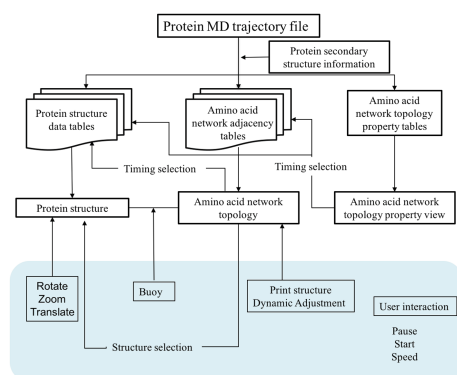 Protein MD trajectory file
Protein secondary
structure information
Protein structure
data tables
Amino acid
network adjacency
tables
Amino acid
network topology
property tables
Timing selection
Timing selection
Protein structure
Amino acid network
topology
Amino acid network
topology property view
Rotate
Zoom
Translate
Buoy
Print structure
Dynamic Adjustment
User interaction
Pause
Start
Speed
Structure selection